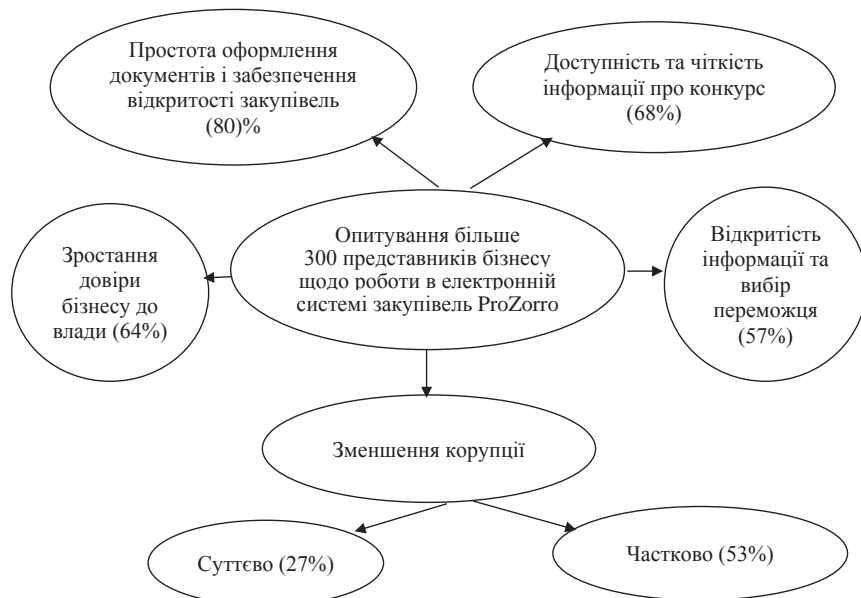 Простота оформлення
документів і забезпечення
відкритості закупівель
(80)%
Доступність та чіткість
інформації про конкурс
(68%)
Зростання
довіри
бізнесу до
влади (64%)
Опитування більше
300 представників бізнесу
щодо роботи в електронній
системі закупівель ProZorro
Відкритість
інформації та
вибір
переможця
(57%)
Зменшення корупції
Суттєво (27%)
Частково (53%)